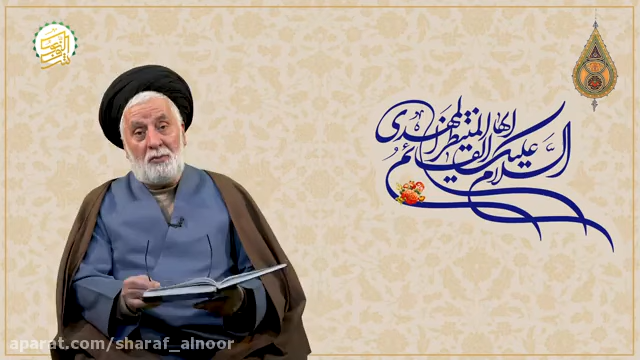 السلام عليك ايها القائم المنتظر المهدي
aparat.com/sharaf_alnoor